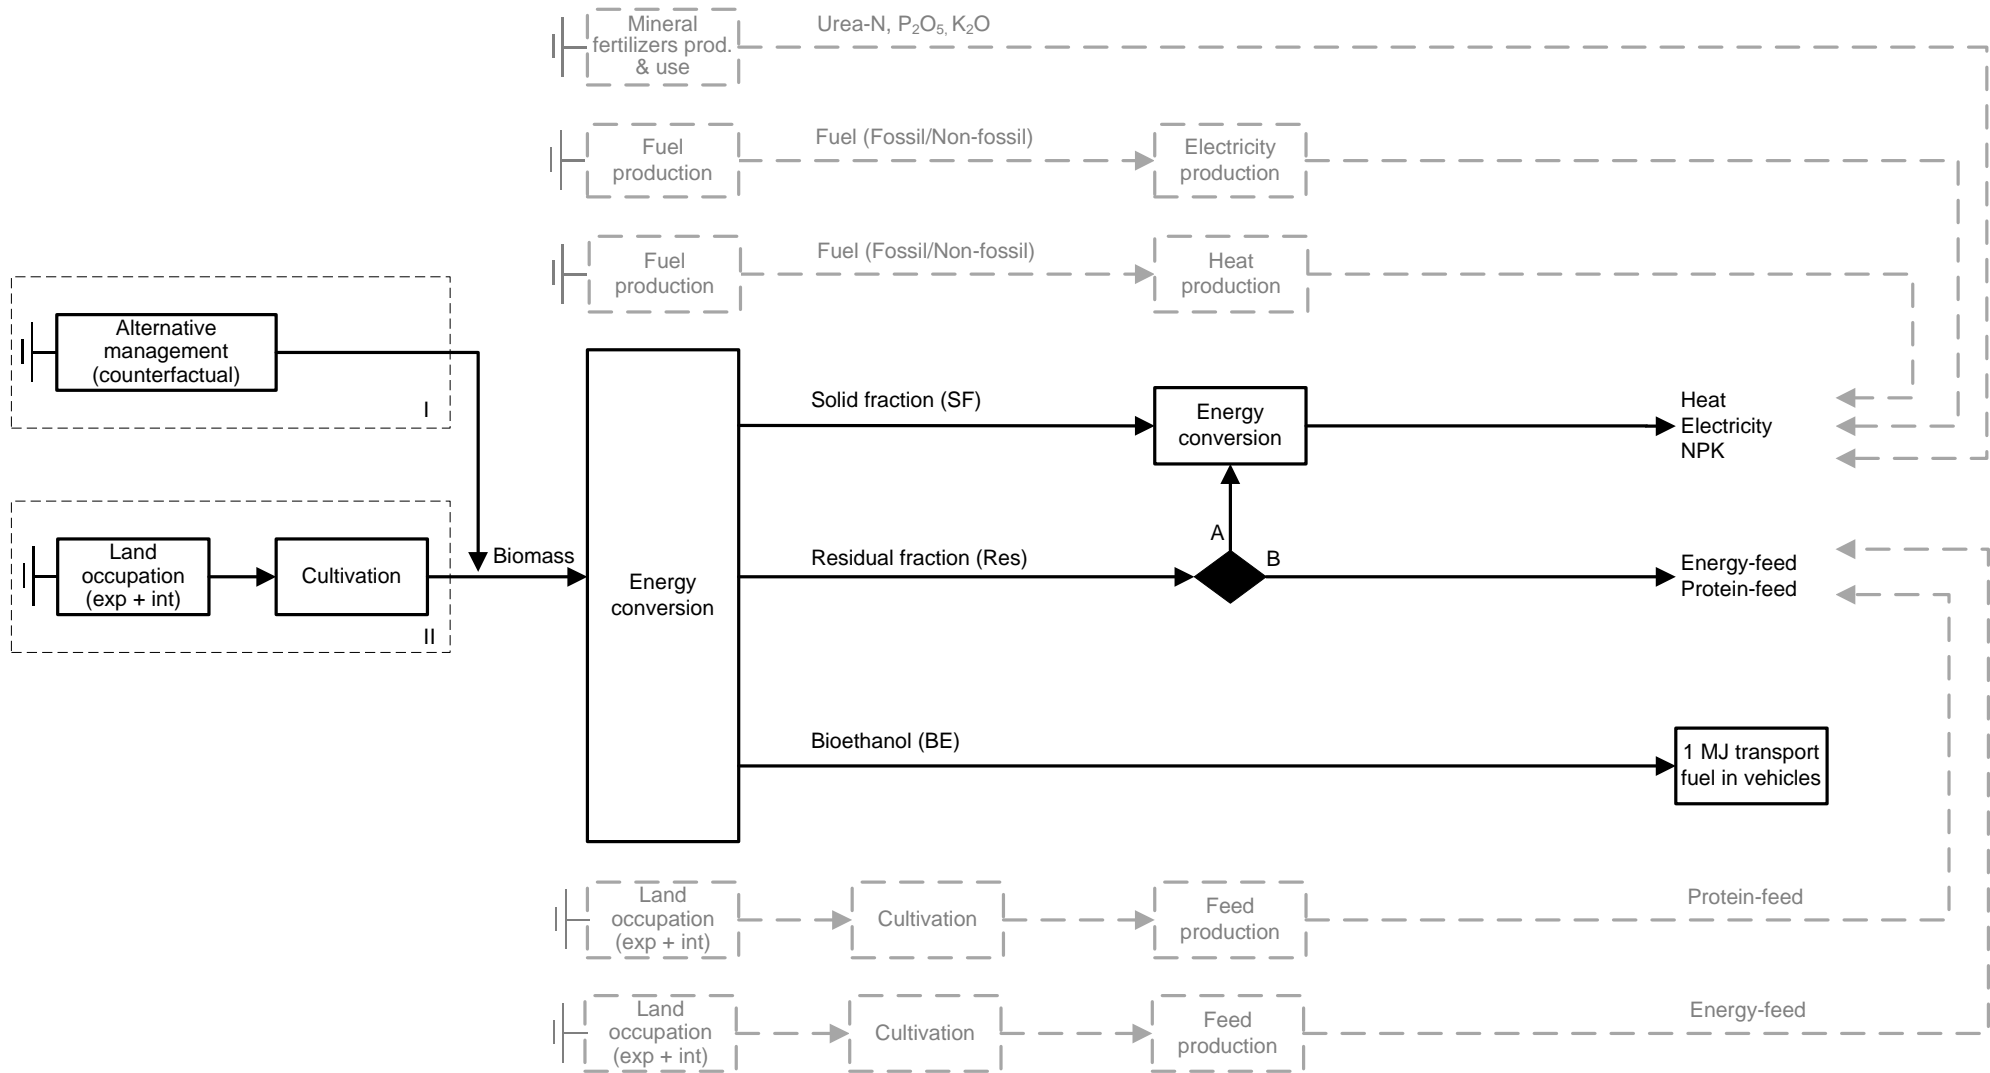 Mineral
fertilizers prod.
& use
Urea-N, P₂O₅, K₂O
Fuel
production
Fuel (Fossil/Non-fossil)
Electricity
production
Fuel
production
Fuel (Fossil/Non-fossil)
Heat
production
Alternative
management
(counterfactual)
I
Land
occupation
(exp + int)
Cultivation
II
Biomass
Energy
conversion
Solid fraction (SF)
Energy
conversion
Heat
Electricity
NPK
Residual fraction (Res)
A
B
Energy-feed
Protein-feed
Bioethanol (BE)
1 MJ transport
fuel in vehicles
Land
occupation
(exp + int)
Cultivation
Feed
production
Protein-feed
Land
occupation
(exp + int)
Cultivation
Feed
production
Energy-feed